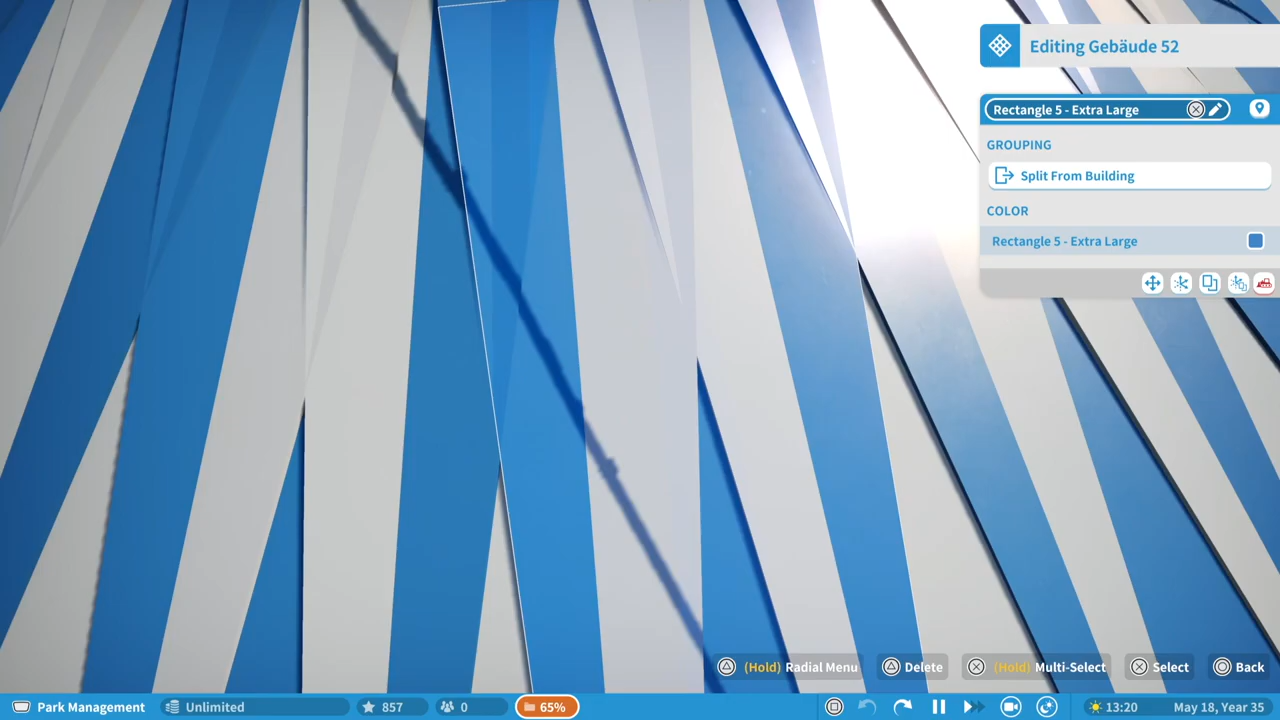 Editing Gebäude 52
Rectangle 5 - Extra Large
GROUPING
Split From Building
COLOR
Rectangle 5 - Extra Large
(Hold) Radial Menu
Delete
(Hold) Multi-Select
Select
Back
Park Management
Unlimited
857
0
65%
13:20
May 18, Year 35